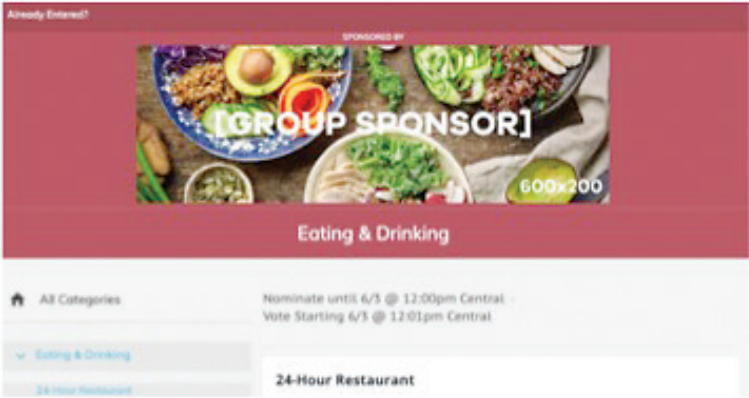 Already Entered?
SPONSORED BY
[GROUP SPONSOR]
600x200
Eating & Drinking
All Categories
Nominate until 6/3 @ 12:00pm Central
Vote Starting 6/3 @ 12:01pm Central
Eating & Drinking
24-Hour Restaurant
24-Hour Restaurant